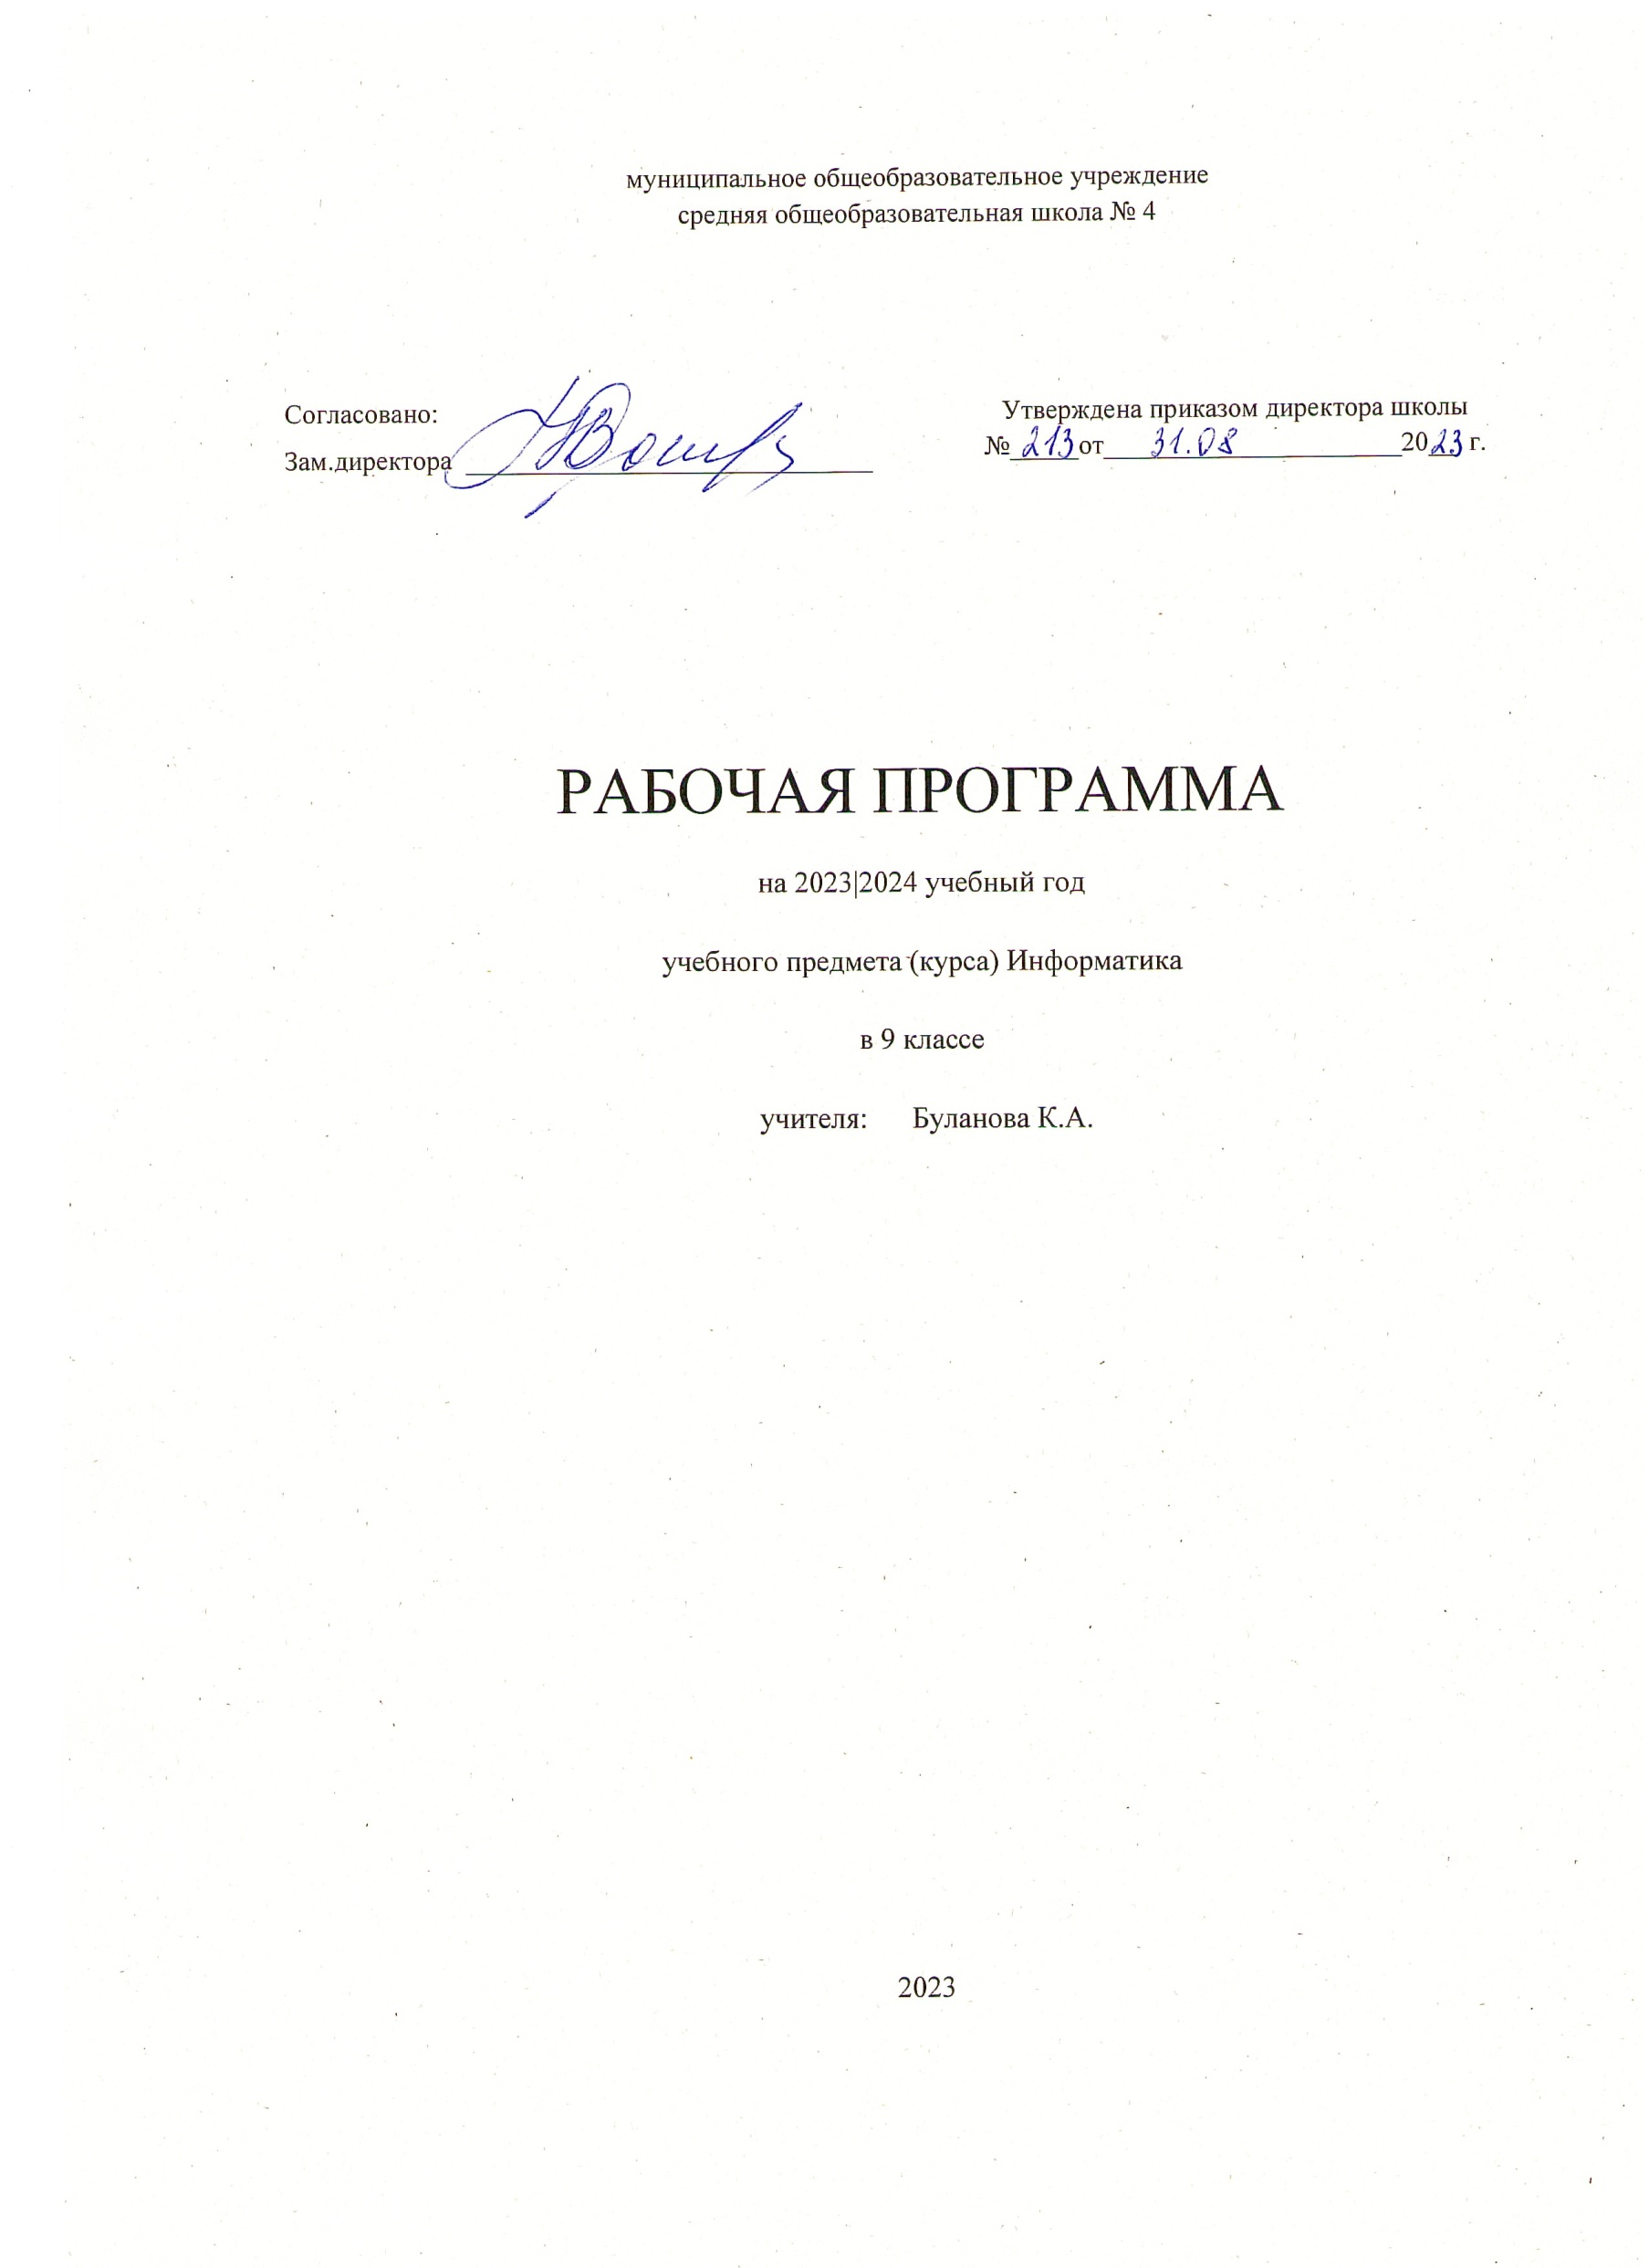 муниципальное общеобразовательное учреждение
средняя общеобразовательная школа № 4
Согласовано:
Зам.директора
Утверждена приказом директора школы
№ 213 от 31.08 2023 г.
РАБОЧАЯ ПРОГРАММА
на 2023|2024 учебный год
учебного предмета (курса) Информатика
в 9 классе
учителя: Буланова К.А.
2023